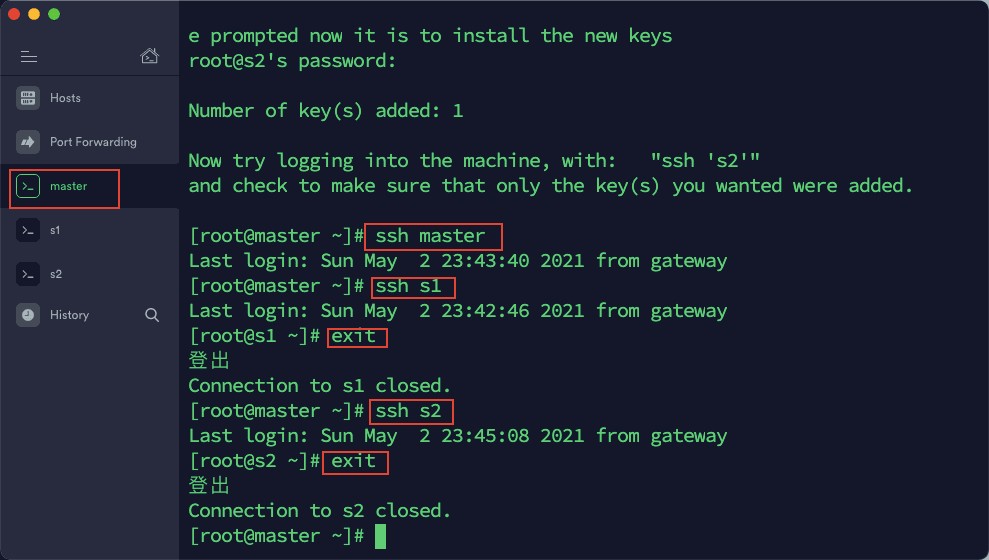 Hosts
Port Forwarding
master
s1
s2
History
e prompted now it is to install the new keys
root@s2's password:
Number of key(s) added: 1
Now try logging into the machine, with:   "ssh 's2'"
and check to make sure that only the key(s) you wanted were added.
[root@master ~]# ssh master
Last login: Sun May  2 23:43:40 2021 from gateway
[root@master ~]# ssh s1
Last login: Sun May  2 23:42:46 2021 from gateway
[root@s1 ~]# exit
登出
Connection to s1 closed.
[root@master ~]# ssh s2
Last login: Sun May  2 23:45:08 2021 from gateway
[root@s2 ~]# exit
登出
Connection to s2 closed.
[root@master ~]#